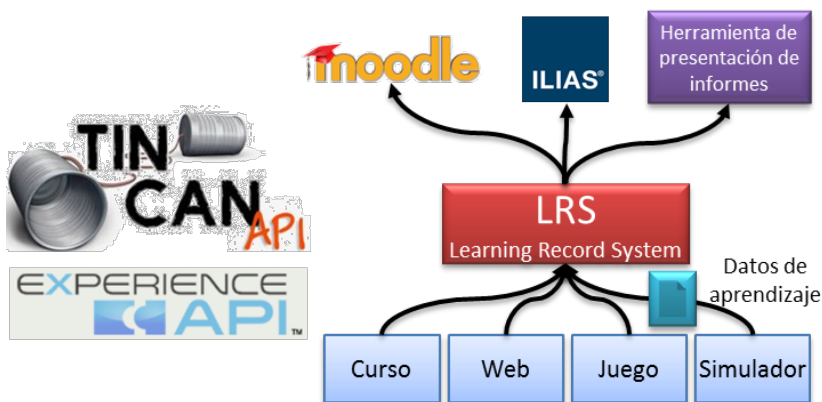 TIN
CAN
API
EXPERIENCE
API™
moodle
ILIAS®
Herramienta de
presentación de
informes
LRS
Learning Record System
Datos de
aprendizaje
Curso
Web
Juego
Simulador